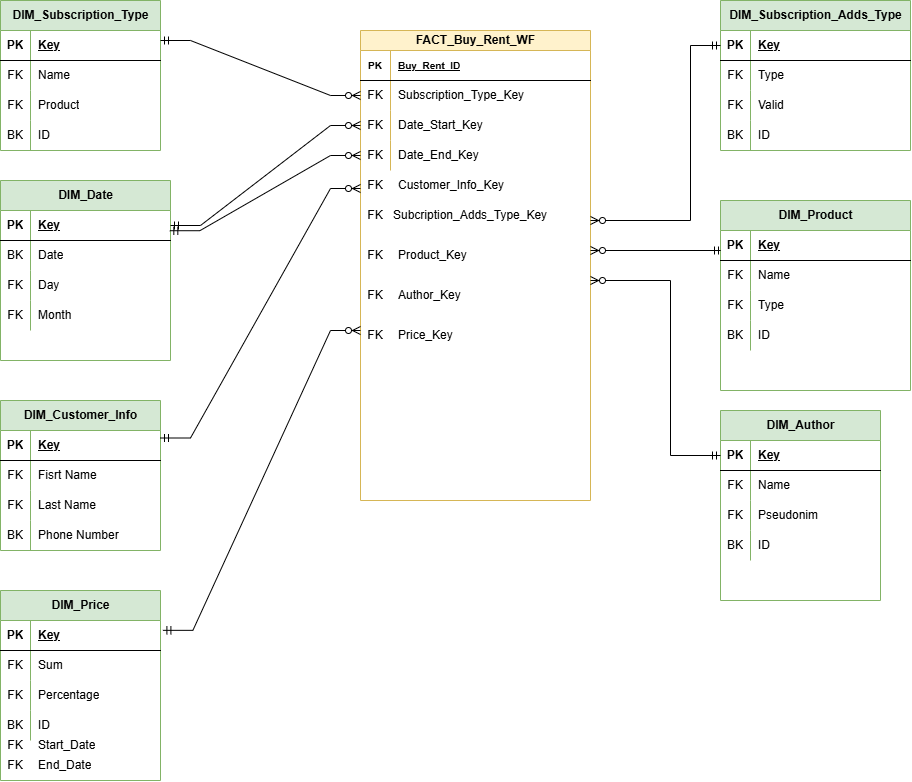 DIM_Subscription_Type
PK Key
FK Name
FK Product
BK ID
DIM_Date
PK Key
BK Date
FK Day
FK Month
DIM_Customer_Info
PK Key
FK Fisrt Name
FK Last Name
BK Phone Number
DIM_Price
PK Key
FK Sum
FK Percentage
BK ID
FK Start_Date
FK End_Date
FACT_Buy_Rent_WF
PK Buy_Rent_ID
FK Subscription_Type_Key
FK Date_Start_Key
FK Date_End_Key
FK Customer_Info_Key
FK Subcription_Adds_Type_Key
FK Product_Key
FK Author_Key
FK Price_Key
DIM_Subscription_Adds_Type
PK Key
FK Type
FK Valid
BK ID
DIM_Product
PK Key
FK Name
FK Type
BK ID
DIM_Author
PK Key
FK Name
FK Pseudonim
BK ID